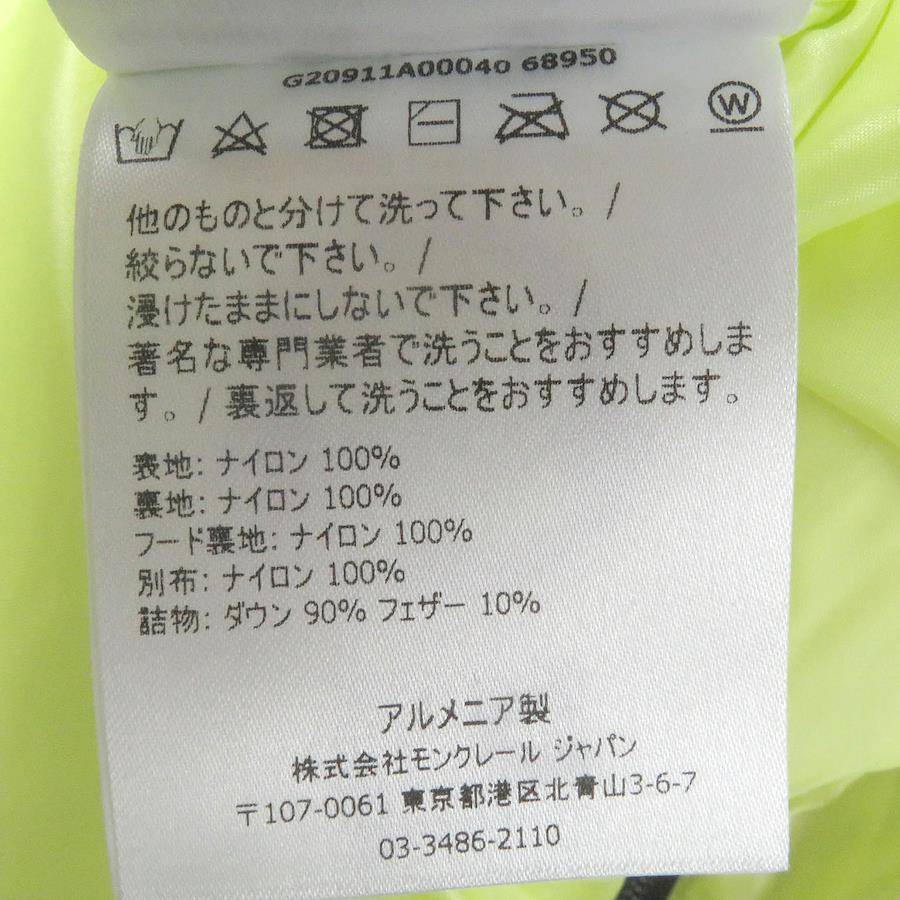 G20911A00040 68950
W
他のものと分けて洗って下さい。/
絞らないで下さい。/
浸けたままにしないで下さい。/
著名な専門業者で洗うことをおすすめしま
す。/ 裏返して洗うことをおすすめします。
表地: ナイロン 100%
裏地: ナイロン 100%
フード裏地: ナイロン 100%
別布: ナイロン 100%
詰物: ダウン 90% フェザー 10%
アルメニア製
株式会社モンクレール ジャパン
〒107-0061 東京都港区北青山3-6-7
03-3486-2110